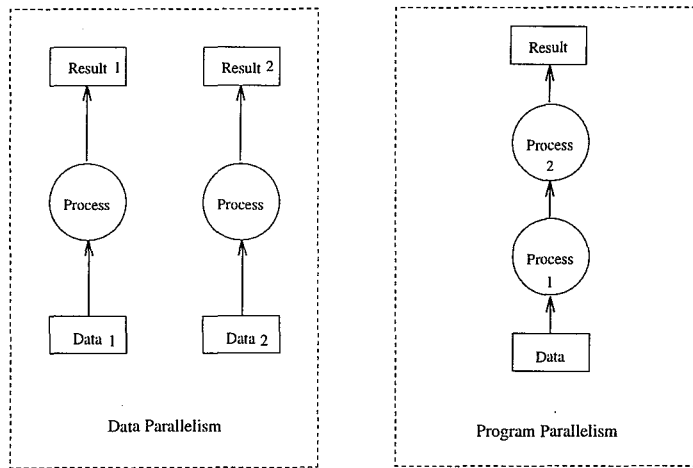 Result 1
Result 2
Process
Process
Data 1
Data 2
Data Parallelism
Result
Process
2
Process
1
Data
Program Parallelism